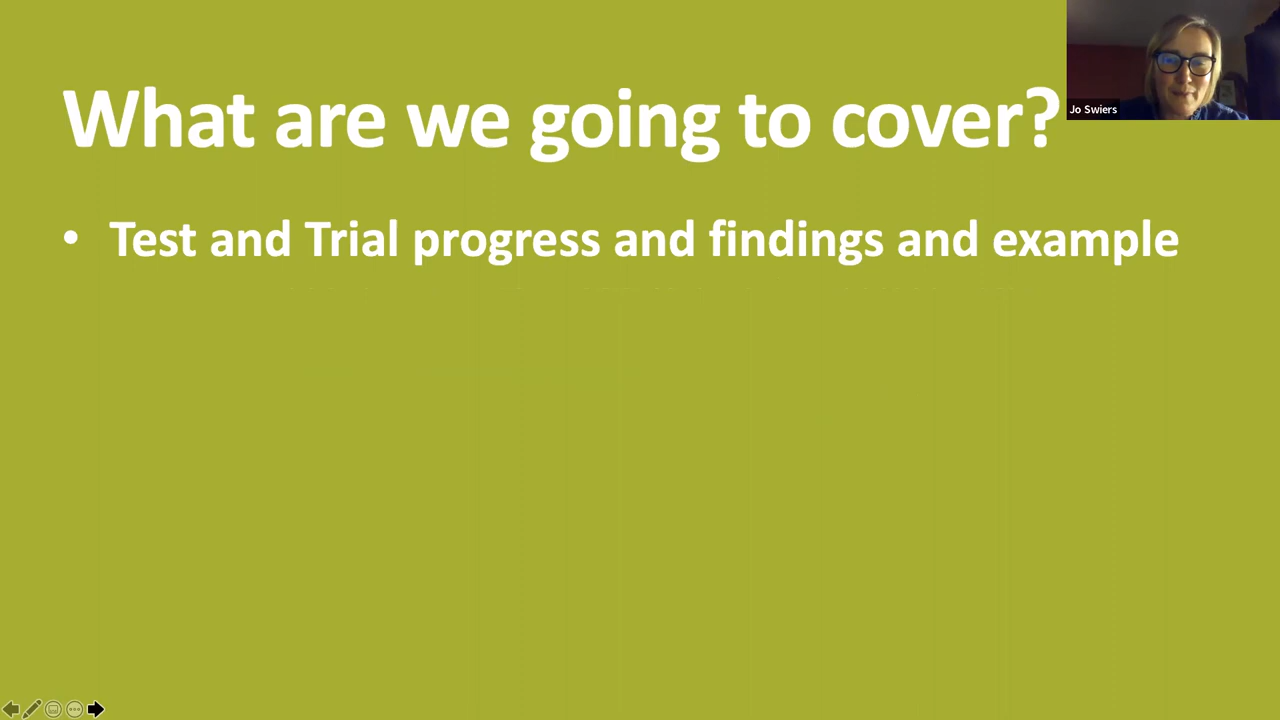 What are we going to cover?
Jo Swiers
• Test and Trial progress and findings and example